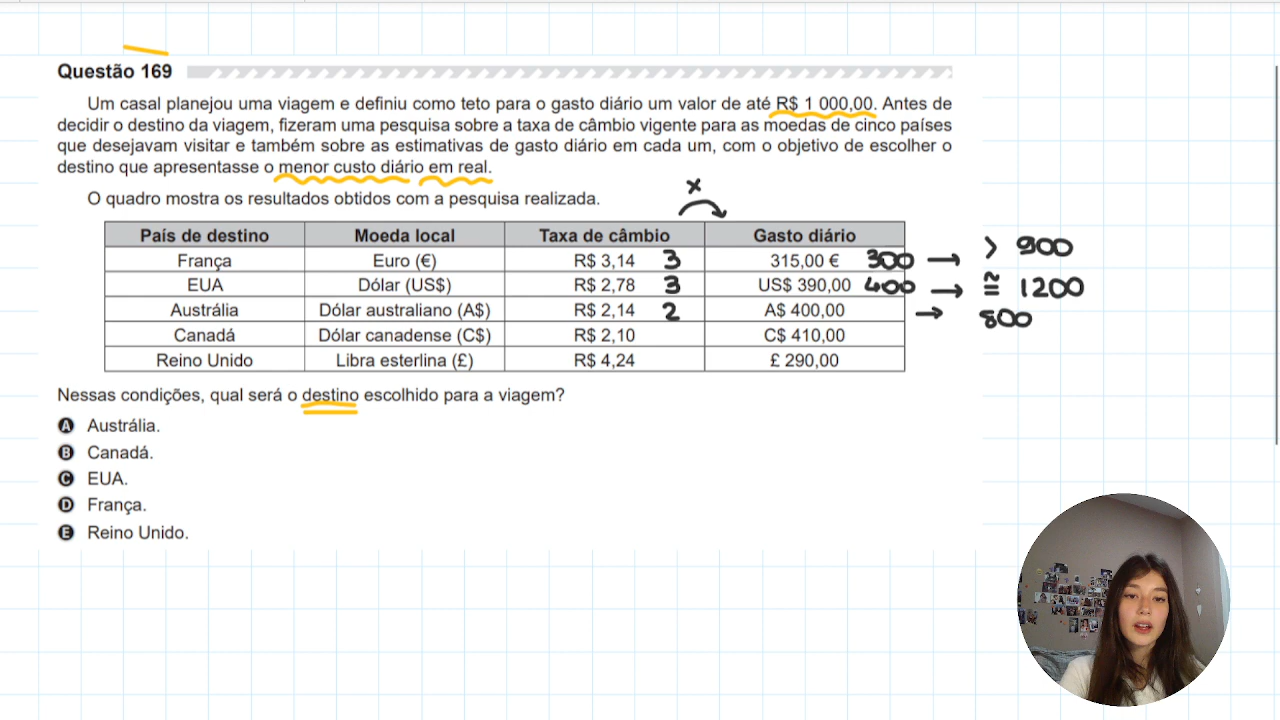 Questão 169
Um casal planejou uma viagem e definiu como teto para o gasto diário um valor de até R$ 1 000,00. Antes de
decidir o destino da viagem, fizeram uma pesquisa sobre a taxa de câmbio vigente para as moedas de cinco países
que desejavam visitar e também sobre as estimativas de gasto diário em cada um, com o objetivo de escolher o
destino que apresentasse o menor custo diário em real.
O quadro mostra os resultados obtidos com a pesquisa realizada.
x
País de destino Moeda local Taxa de câmbio Gasto diário
França Euro (€) R$ 3,14 3 315,00 € 300 → > 900
EUA Dólar (US$) R$ 2,78 3 US$ 390,00 400 → ≅ 1200
Austrália Dólar australiano (A$) R$ 2,14 2 A$ 400,00 → 800
Canadá Dólar canadense (C$) R$ 2,10 C$ 410,00
Reino Unido Libra esterlina (£) R$ 4,24 £ 290,00
Nessas condições, qual será o destino escolhido para a viagem?
A Austrália.
B Canadá.
C EUA.
D França.
E Reino Unido.